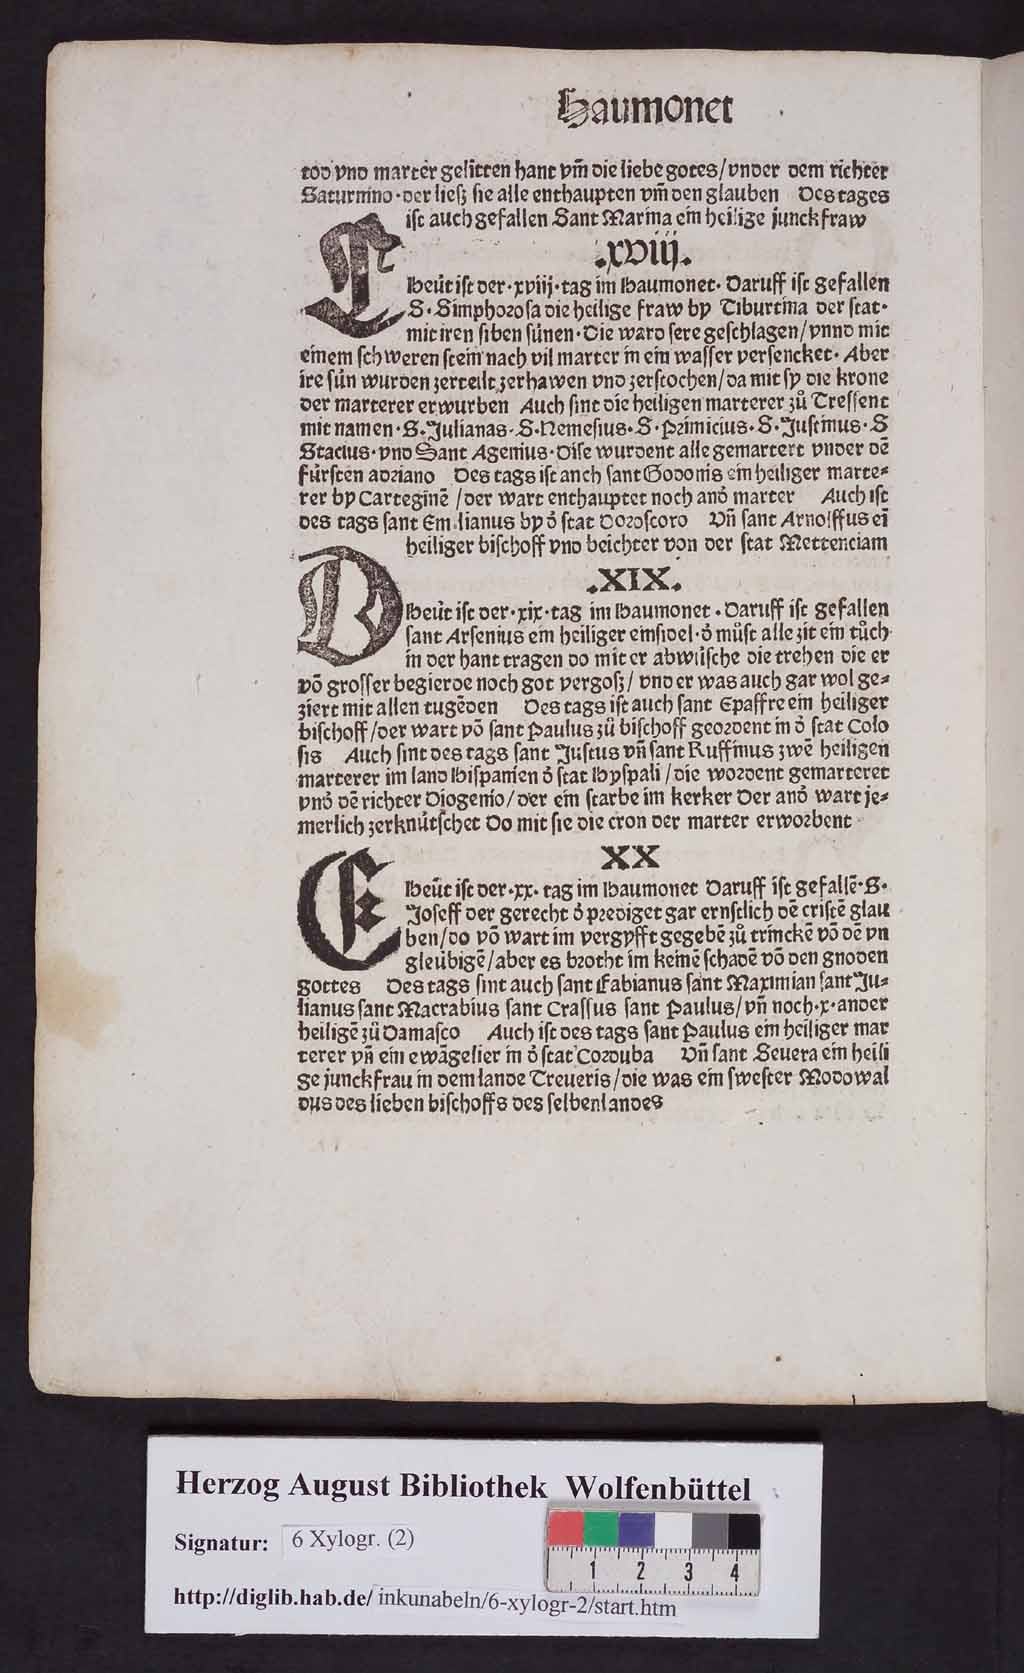 Haumonet
tod vnd marter gelitten hant vm̄ die liebe gotes/vnder dem richter
Saturnino·der ließ sie alle enthaupten vm̄ den glauben Des tages
ist auch gefallen Sant Marina ein heilige junckfraw
.xviij.
C Heüt ist der·xviij·tag im Haumonet· Daruff ist gefallen
S·Simphorosa die heilige fraw by Tiburtina der stat·
mit iren siben sünen·Die ward sere geschlagen/vnnd mit
einem schweren stein nach vil marter in ein wasser versencket· Aber
ire sün wurden zerteilt zerhawen vnd zerstochen/da mit sy die krone
der marterer erwurben Auch sint die heiligen marterer zů Tressent
mit namen·S·Julianas·S·Nemesius·S·Primicius·S·Justinus·S
Stacius·vnd Sant Agenius·Dise wurdent alle gemartert vnder dē
fürsten adriano Des tags ist anch sant Godonis ein heiliger marte⸗
rer by Carteginē /der wart enthauptet noch and̓ marter Auch ist
des tags sant Emilianus by d̓ stat Doroscoro Vn̄ sant Arnolffus eī
heiliger bischoff vnd beichter von der stat Mettenciam
.XIX.
D Heüt ist der·xix·tag im Haumonet·Daruff ist gefallen
sant Arsenius ein heiliger einsidel·d̓ můst alle zit ein tůch
in der hant tragen do mit er abwüsche die trehen die er
vō grosser begierde noch got vergoß/ vnd er was auch gar wol ge⸗
ziert mit allen tugēden Des tags ist auch sant Epaffre ein heiliger
bischoff/der wart vō sant Paulus zů bischoff geordent in d̓ stat Colo
sis Auch sint des tags sant Justus vn̄ sant Ruffinus zwē heiligen
marterer im land Hispanien d̓ stat Hyspali/die wordent gemarteret
vnd̓ dē richter Diogenio/der ein starbe im kerker Der and̓ wart je⸗
merlich zerknütschet Do mit sie die cron der marter erworbent
XX
E Heüt ist der·xx·tag im Haumonet Daruff ist gefallē·S·
Joseff der gerecht d̓ prediget gar ernstlich dē cristē glau
ben/do vō wart im vergyfft gegebē zů trinckē vō dē vn
gleübigē/aber es brotht im keinē schadē vō den gnoden
gottes Des tags sint auch sant Fabianus sant Maximian sant Ju⸗
lianus sant Macrabius sant Crassus sant Paulus/vn̄ noch·x·ander
heiligē zů Damasco Auch ist des tags sant Paulus ein heiliger mar
terer vn̄ ein ewāgelier in d̓ stat Corduba Vn̄ sant Seuera ein heili
ge junckfrau in dem lande Treueris/die was ein swester Modowal
dus des lieben bischoffs des selben landes
Herzog August Bibliothek Wolfenbüttel
Signatur: 6 Xylogr. (2)
1 2 3 4
http://diglib.hab.de/inkunabeln/6-xylogr-2/start.htm